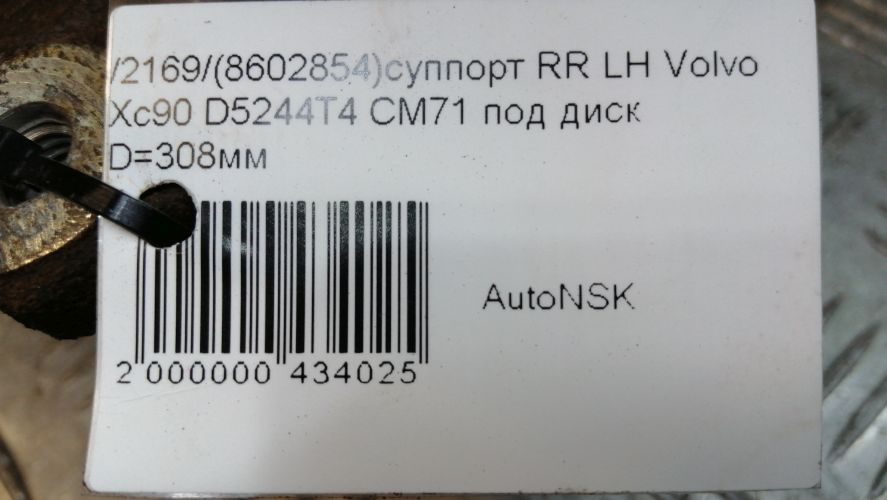 /2169/(8602854)суппорт RR LH Volvo
Xc90 D5244T4 CM71 под диск
D=308мм
AutoNSK
2 000000 434025